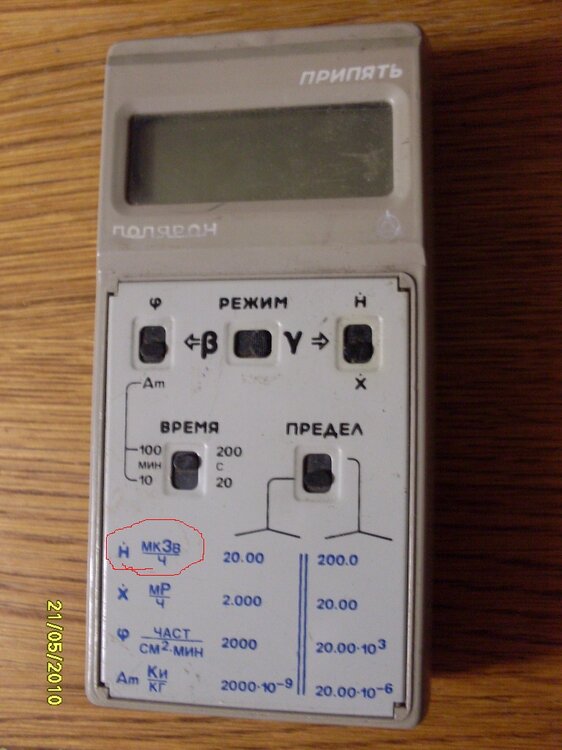 ПРИПЯТЬ
ПОЛЯРОН
φ РЕЖИМ Ḣ
⇐β γ⇒
Am Ẋ
ВРЕМЯ ПРЕДЕЛ
100 200
мин с
10 20
Ḣ мкЗв/ч 20.00 200.0
Ẋ мР/ч 2.000 20.00
φ ЧАСТ/СМ²·МИН 2000 20.00·10³
Am Ки/КГ 2000·10⁻⁹ 20.00·10⁻⁶
21/05/2010